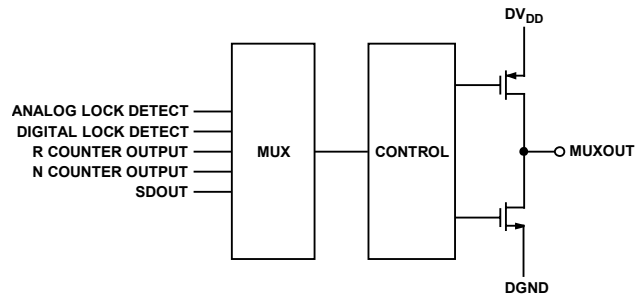 DVDD
ANALOG LOCK DETECT
DIGITAL LOCK DETECT
R COUNTER OUTPUT
N COUNTER OUTPUT
SDOUT
MUX
CONTROL
MUXOUT
DGND